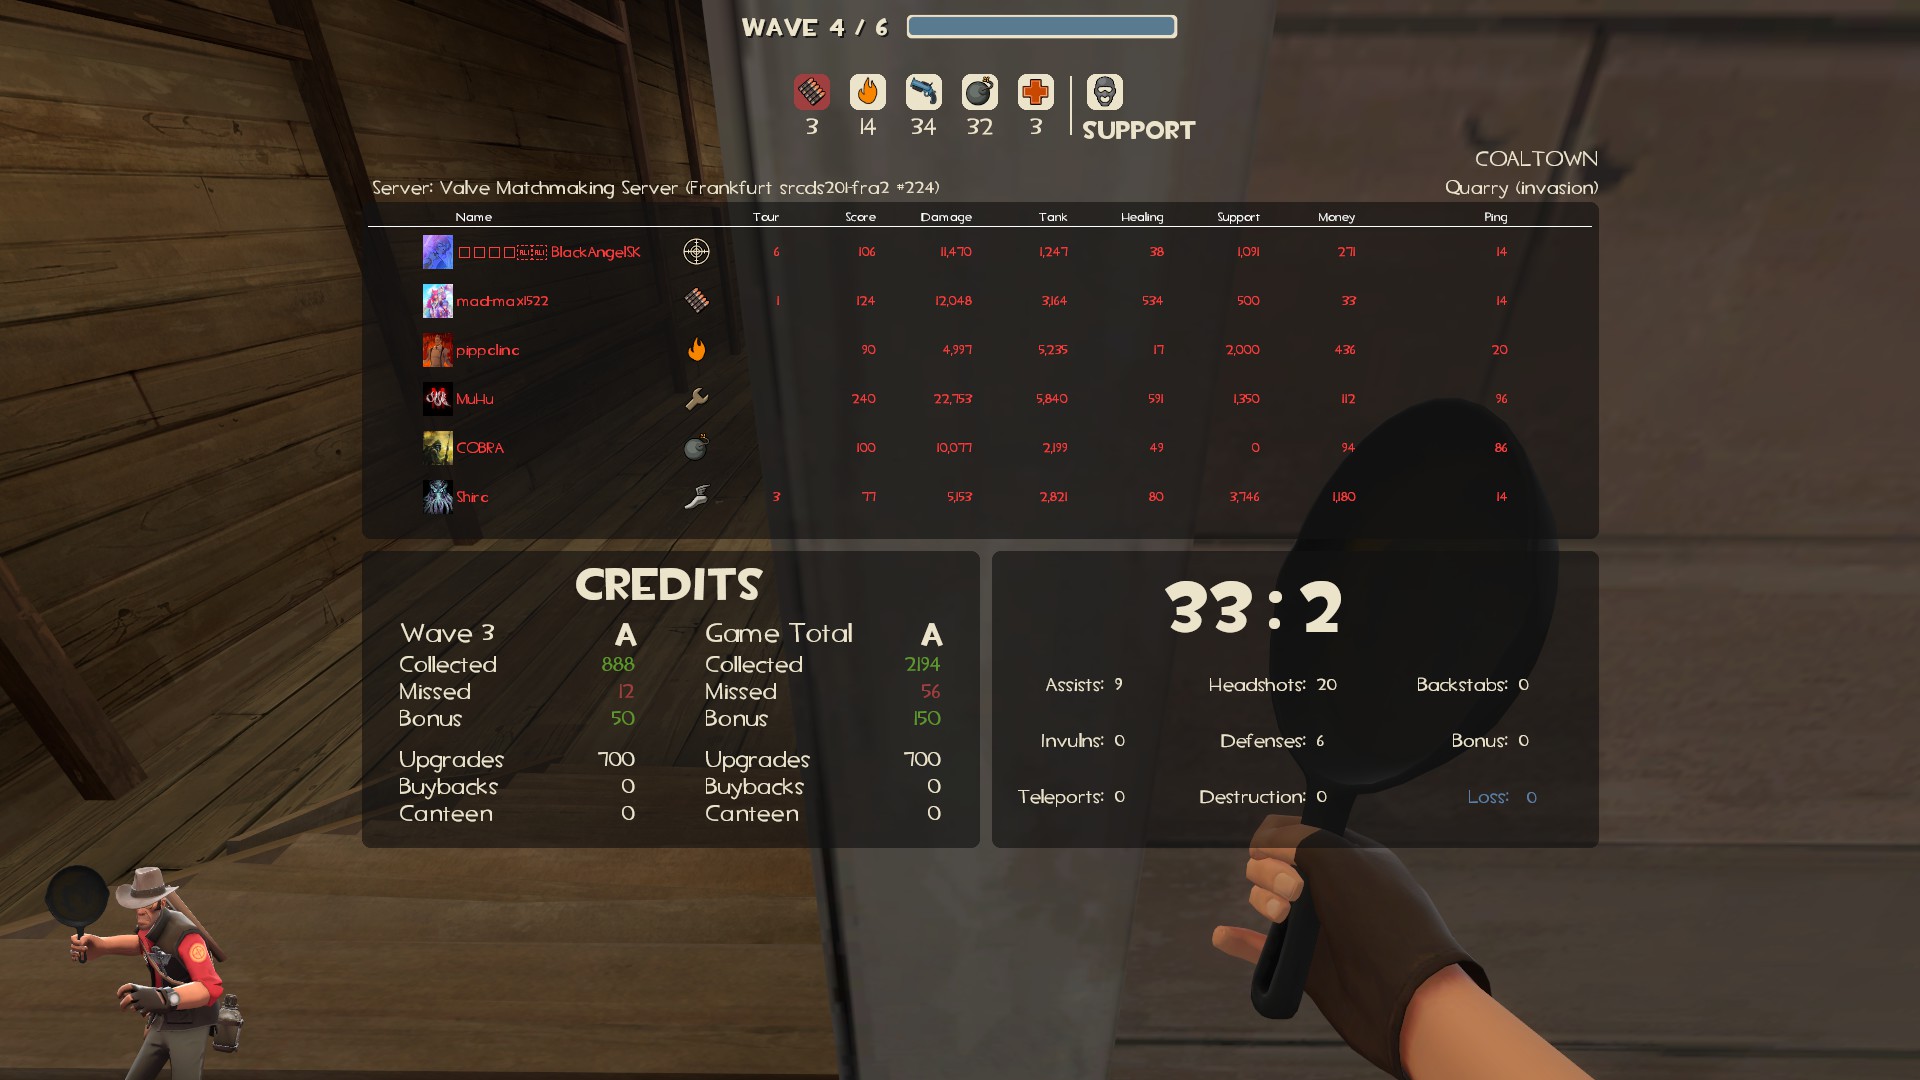 WAVE 4 / 6
3 14 34 32 3 SUPPORT
COALTOWN
Server: Valve Matchmaking Server (Frankfurt srcds201-fra2 #224) Quarry (invasion)
Name Tour Score Damage Tank Healing Support Money Ping
BlackAngelSK 6 106 11,470 1,247 38 1,091 271 14
mad-max1522 1 124 12,048 3,164 534 500 33 14
90 4,997 5,235 17 2,000 436 20
MuHu 240 22,753 5,840 591 1,350 112 96
COBRA 100 10,077 2,199 49 0 94 86
3 77 5,153 2,821 80 3,746 1,180 14
CREDITS
Wave 3 A Game Total A
Collected 888 Collected 2194
Missed 12 Missed 56
Bonus 50 Bonus 150
Upgrades 700 Upgrades 700
Buybacks 0 Buybacks 0
Canteen 0 Canteen 0
33 : 2
Assists: 9 Headshots: 20 Backstabs: 0
Invulns: 0 Defenses: 6 Bonus: 0
Teleports: 0 Destruction: 0 Loss: 0